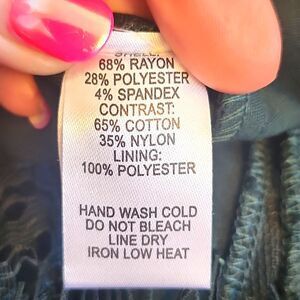 SHELL:
68% RAYON
28% POLYESTER
4% SPANDEX
CONTRAST:
65% COTTON
35% NYLON
LINING:
100% POLYESTER
HAND WASH COLD
DO NOT BLEACH
LINE DRY
IRON LOW HEAT